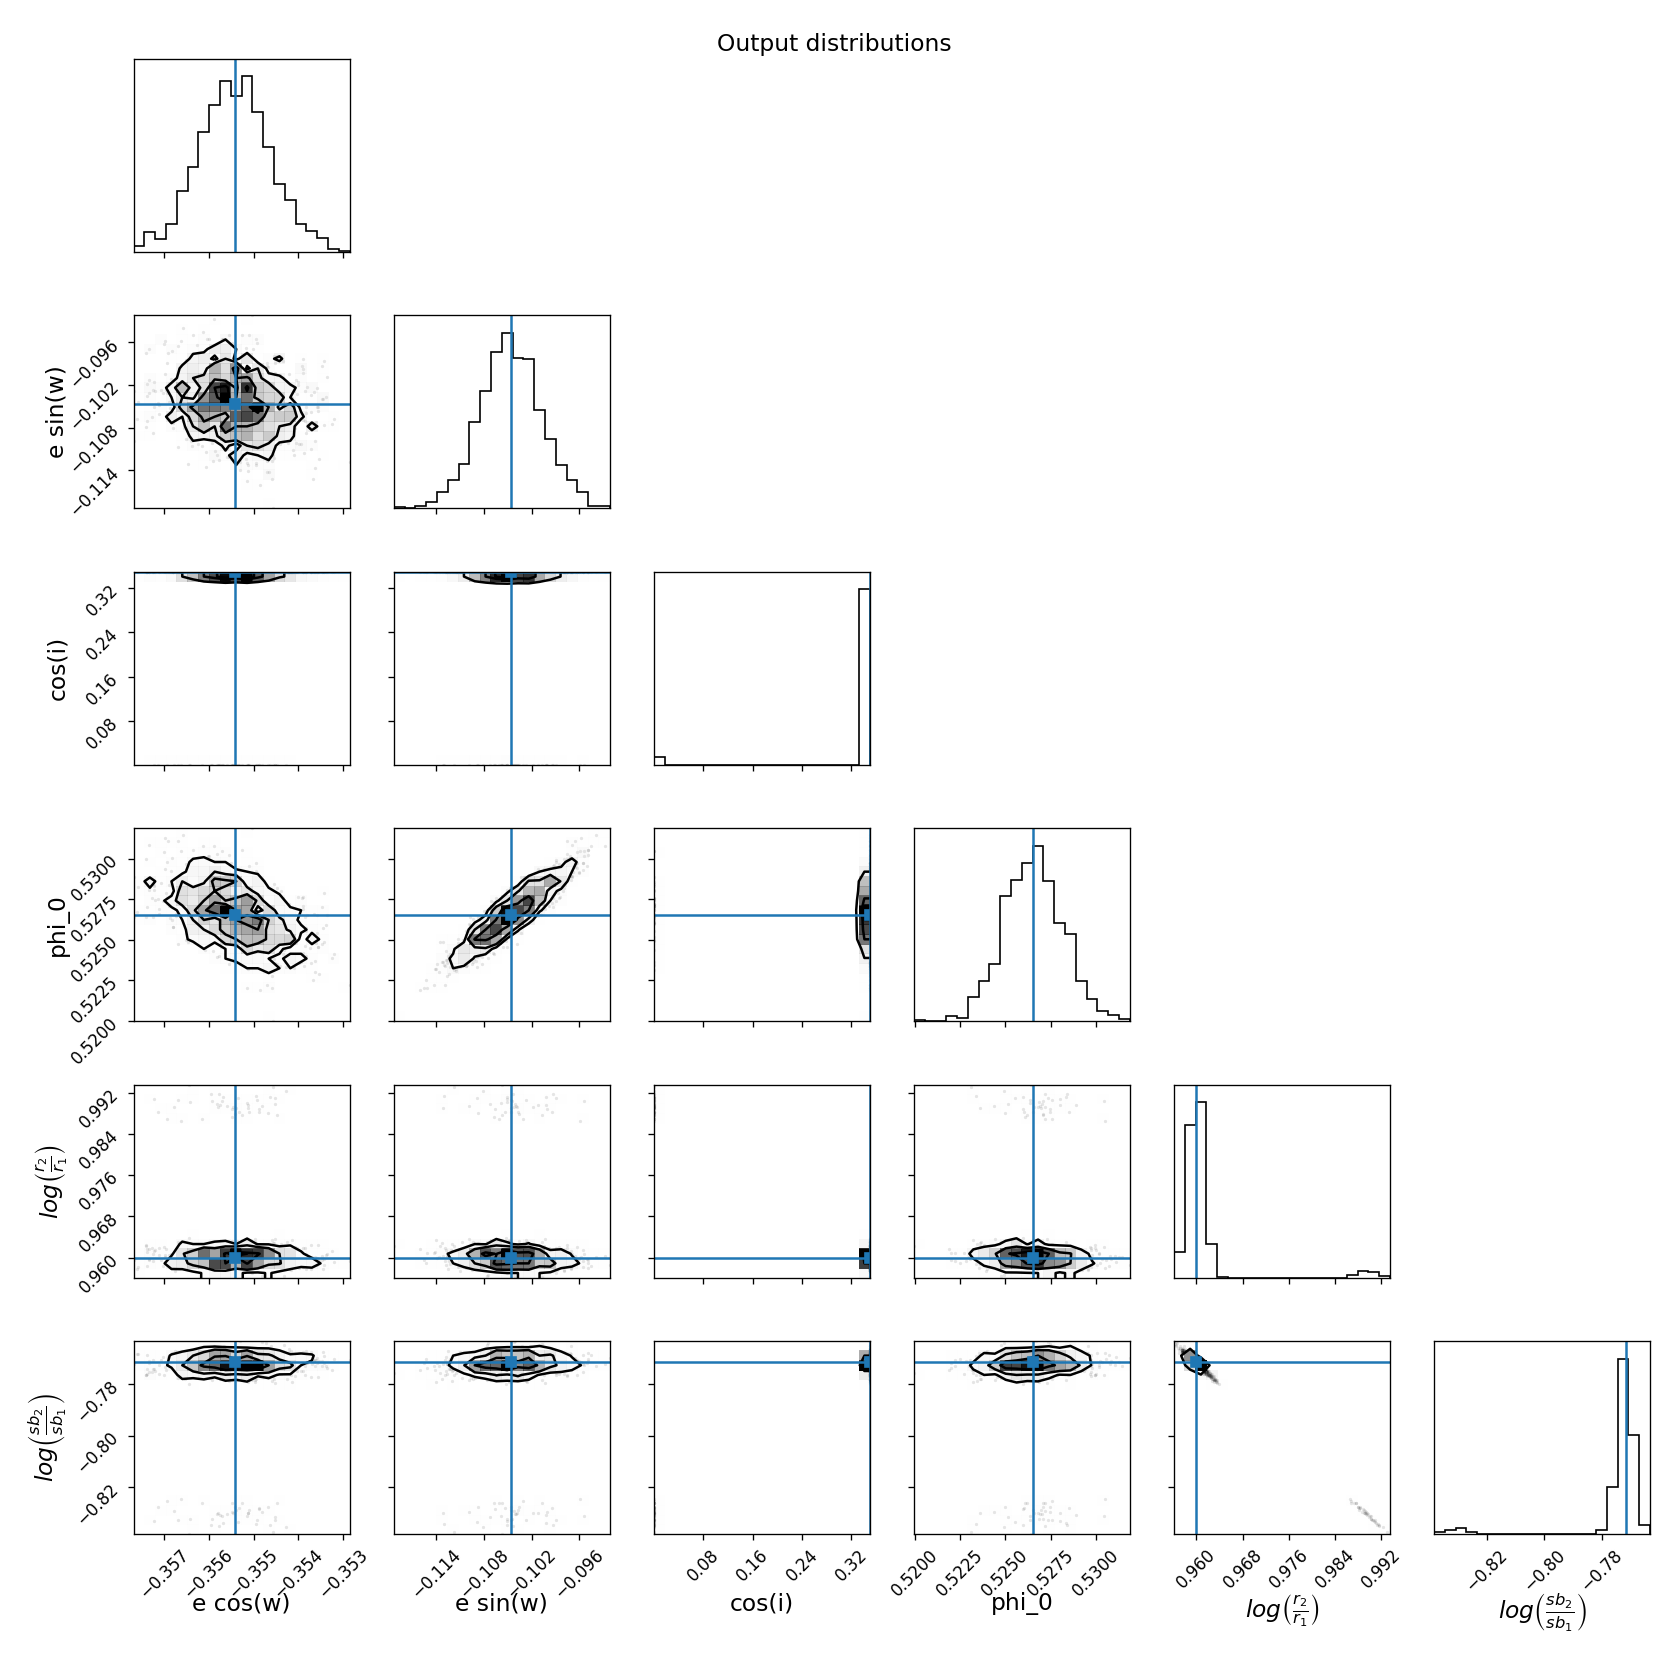 Output distributions
e sin(w)
−0.096
−0.102
−0.108
−0.114
cos(i)
0.32
0.24
0.16
0.08
phi_0
0.5300
0.5275
0.5250
0.5225
0.5200
log(r₂/r₁)
0.992
0.984
0.976
0.968
0.960
log(sb₂/sb₁)
−0.78
−0.80
−0.82
−0.357 −0.356 −0.355 −0.354 −0.353
e cos(w)
−0.114 −0.108 −0.102 −0.096
e sin(w)
0.08 0.16 0.24 0.32
cos(i)
0.5200 0.5225 0.5250 0.5275 0.5300
phi_0
0.960 0.968 0.976 0.984 0.992
log(r₂/r₁)
−0.82 −0.80 −0.78
log(sb₂/sb₁)